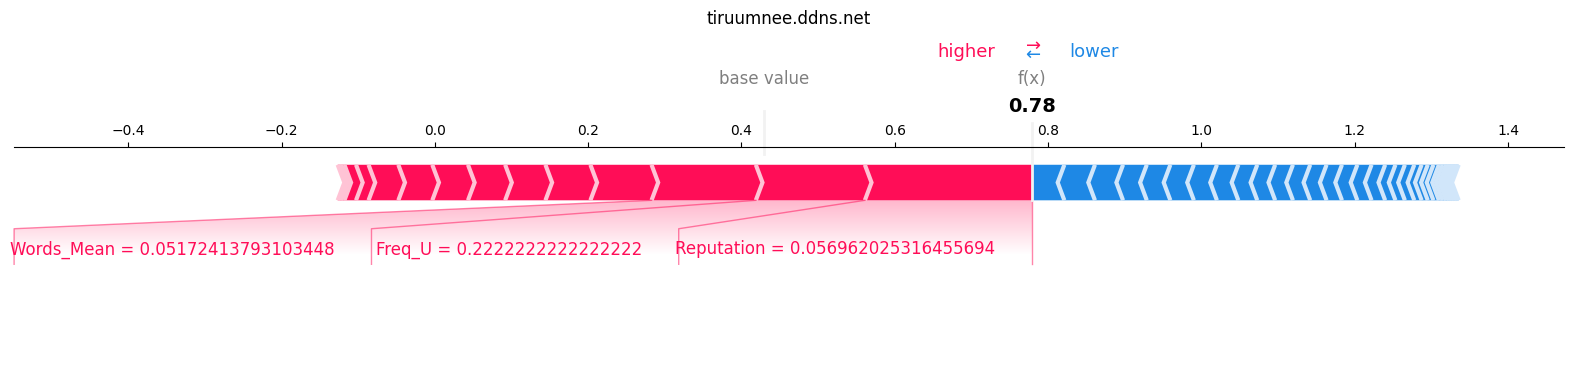 tiruumnee.ddns.net
higher ⇄ lower
base value f(x)
0.78
−0.4 −0.2 0.0 0.2 0.4 0.6 0.8 1.0 1.2 1.4
Words_Mean = 0.05172413793103448 Freq_U = 0.2222222222222222 Reputation = 0.056962025316455694